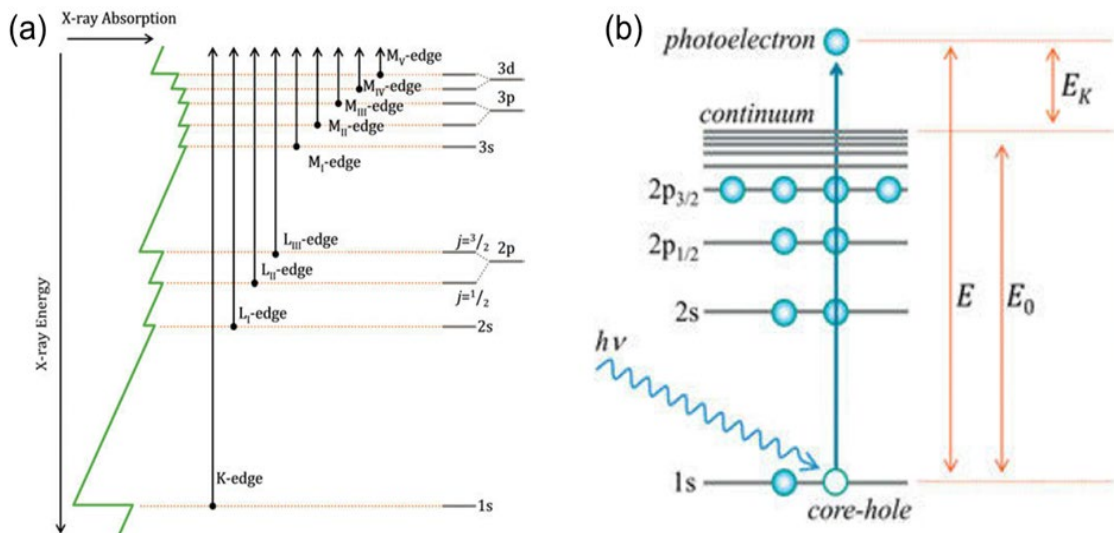 (a)
X-ray Absorption
X-ray Energy
M_V-edge
M_IV-edge
M_III-edge
M_II-edge
M_I-edge
L_III-edge
L_II-edge
L_I-edge
K-edge
3d
3p
3s
j=3/2
2p
j=1/2
2s
1s
(b)
photoelectron
E_K
continuum
2p_3/2
2p_1/2
E
E_0
2s
hν
1s
core-hole